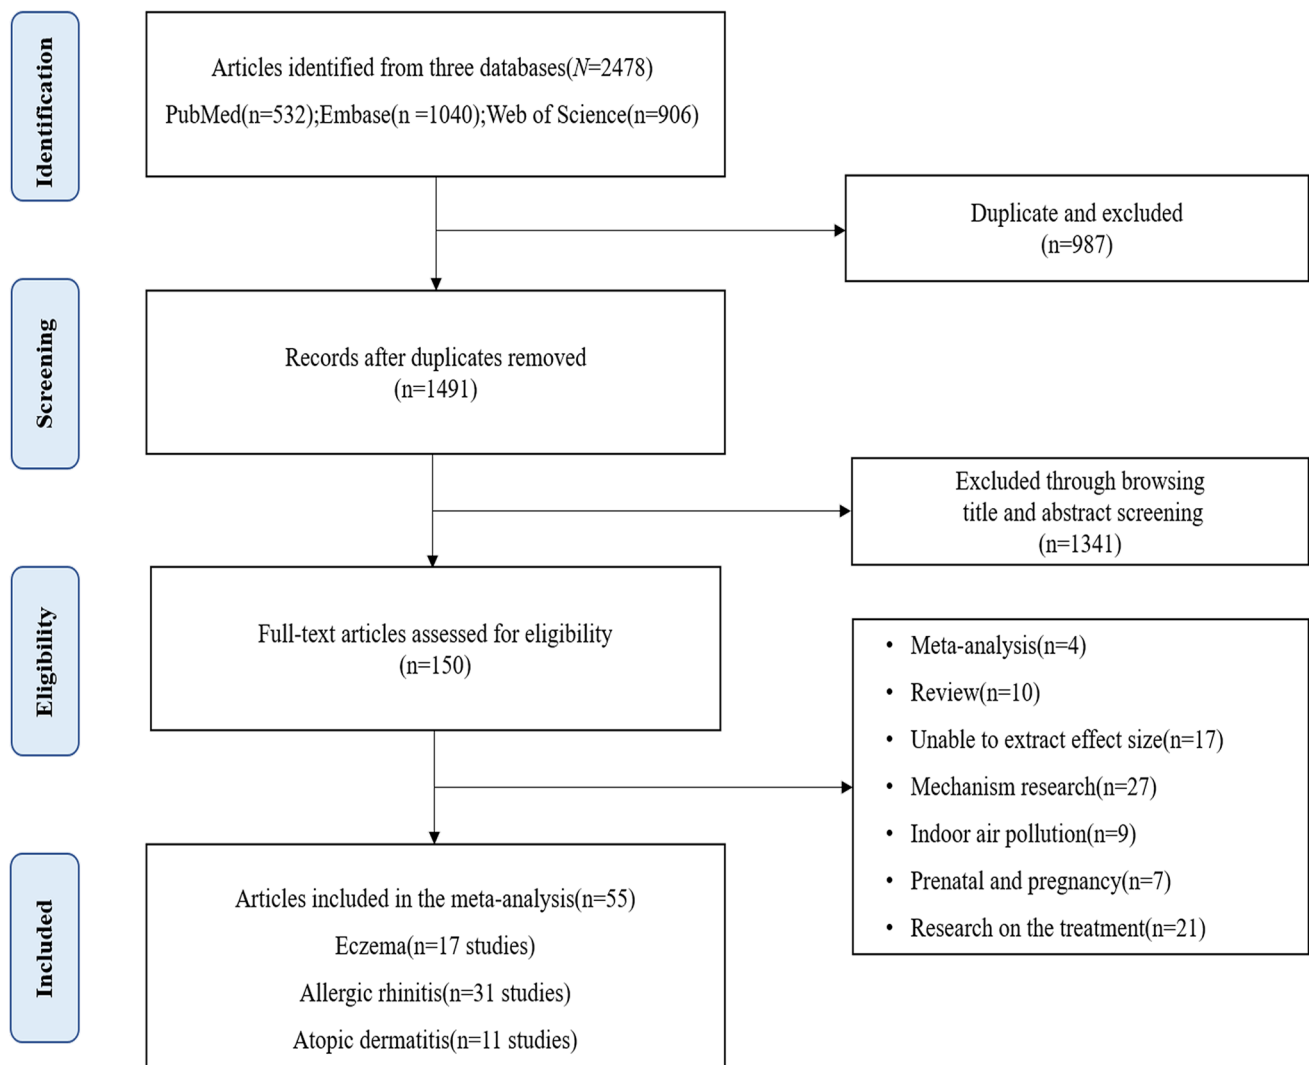 Identification
Articles identified from three databases(N=2478)
PubMed(n=532);Embase(n =1040);Web of Science(n=906)
Duplicate and excluded
(n=987)
Screening
Records after duplicates removed
(n=1491)
Excluded through browsing
title and abstract screening
(n=1341)
Eligibility
Full-text articles assessed for eligibility
(n=150)
• Meta-analysis(n=4)
• Review(n=10)
• Unable to extract effect size(n=17)
• Mechanism research(n=27)
• Indoor air pollution(n=9)
• Prenatal and pregnancy(n=7)
• Research on the treatment(n=21)
Included
Articles included in the meta-analysis(n=55)
Eczema(n=17 studies)
Allergic rhinitis(n=31 studies)
Atopic dermatitis(n=11 studies)